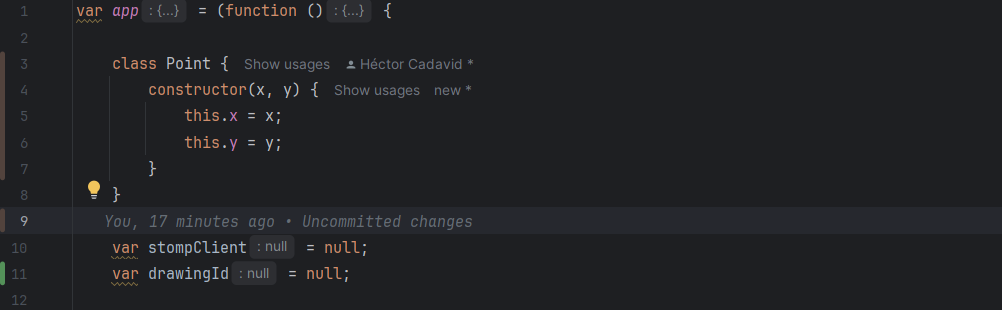 1 var app : {...} = (function () : {...} {
2
3 class Point { Show usages Héctor Cadavid *
4 constructor(x, y) { Show usages new *
5 this.x = x;
6 this.y = y;
7 }
8 }
9 You, 17 minutes ago • Uncommitted changes
10 var stompClient : null = null;
11 var drawingId : null = null;
12